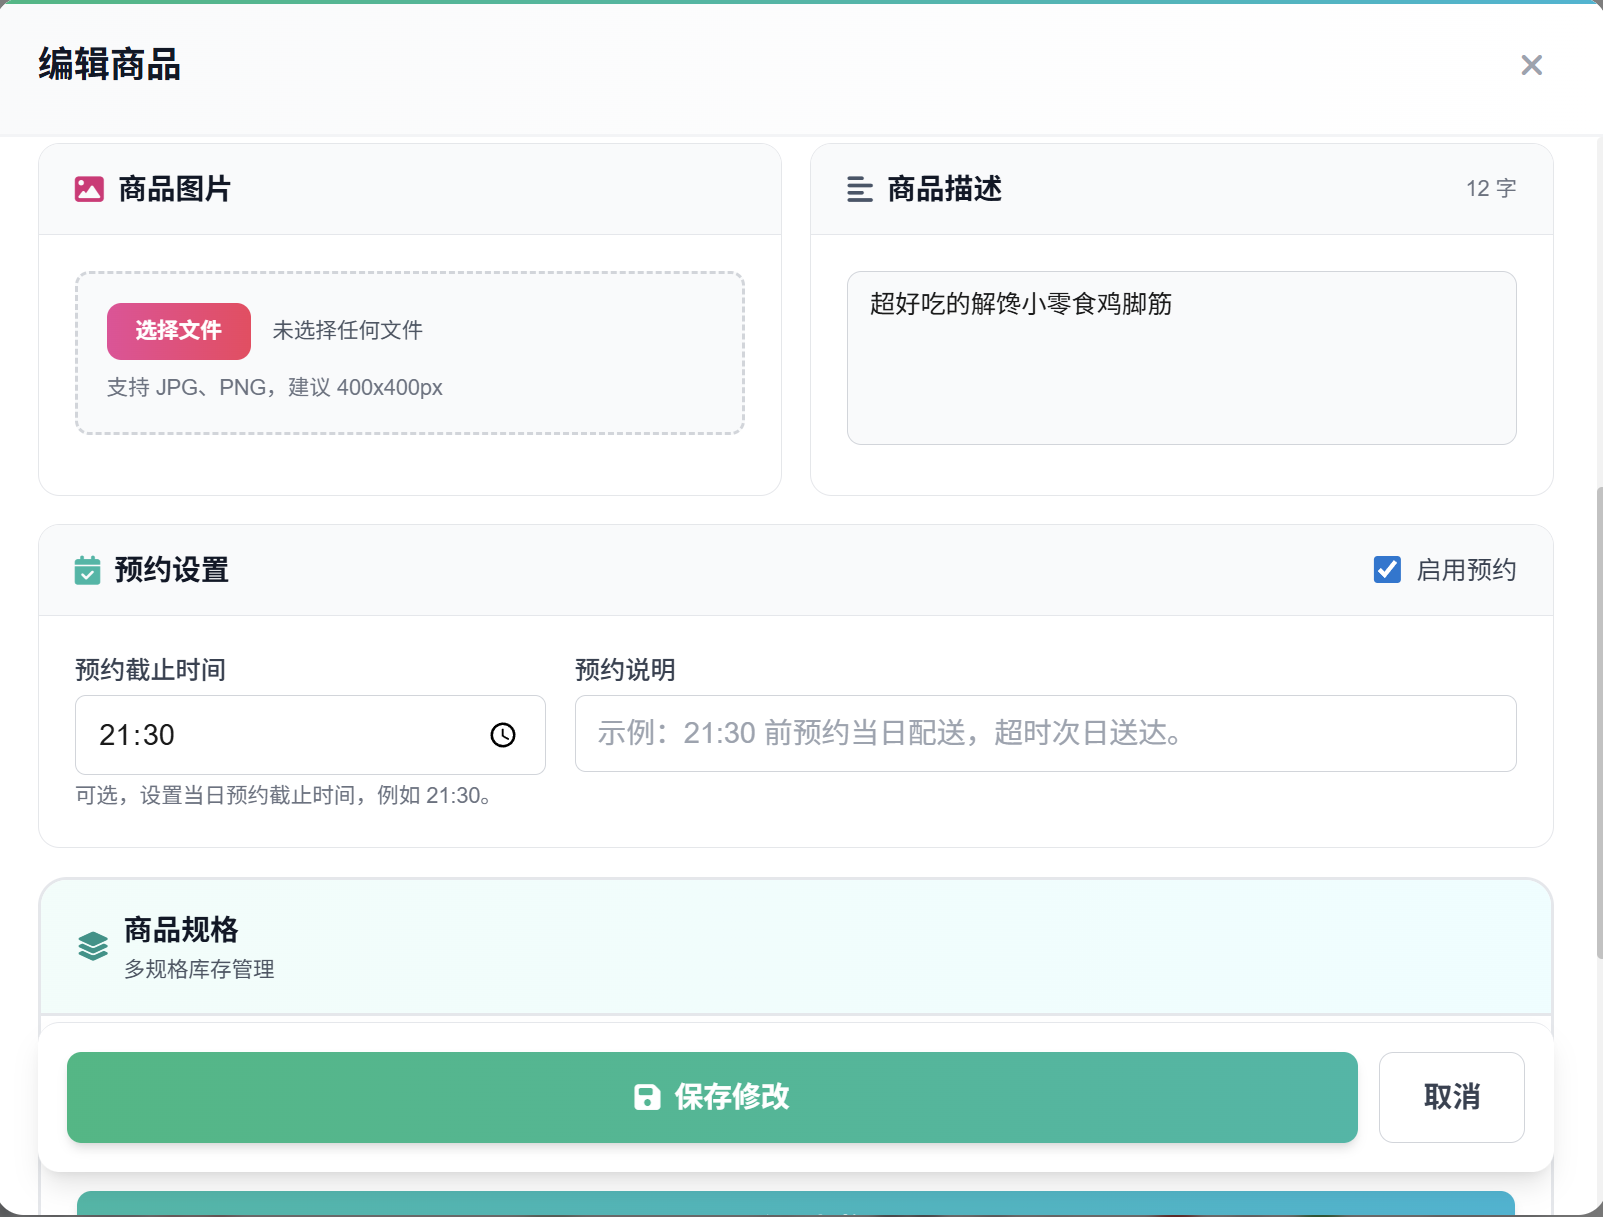 编辑商品
商品图片
选择文件 未选择任何文件
支持 JPG、PNG，建议 400x400px
商品描述
12 字
超好吃的解馋小零食鸡脚筋
预约设置
启用预约
预约截止时间
21:30
可选，设置当日预约截止时间，例如 21:30。
预约说明
示例：21:30 前预约当日配送，超时次日送达。
商品规格
多规格库存管理
保存修改
取消